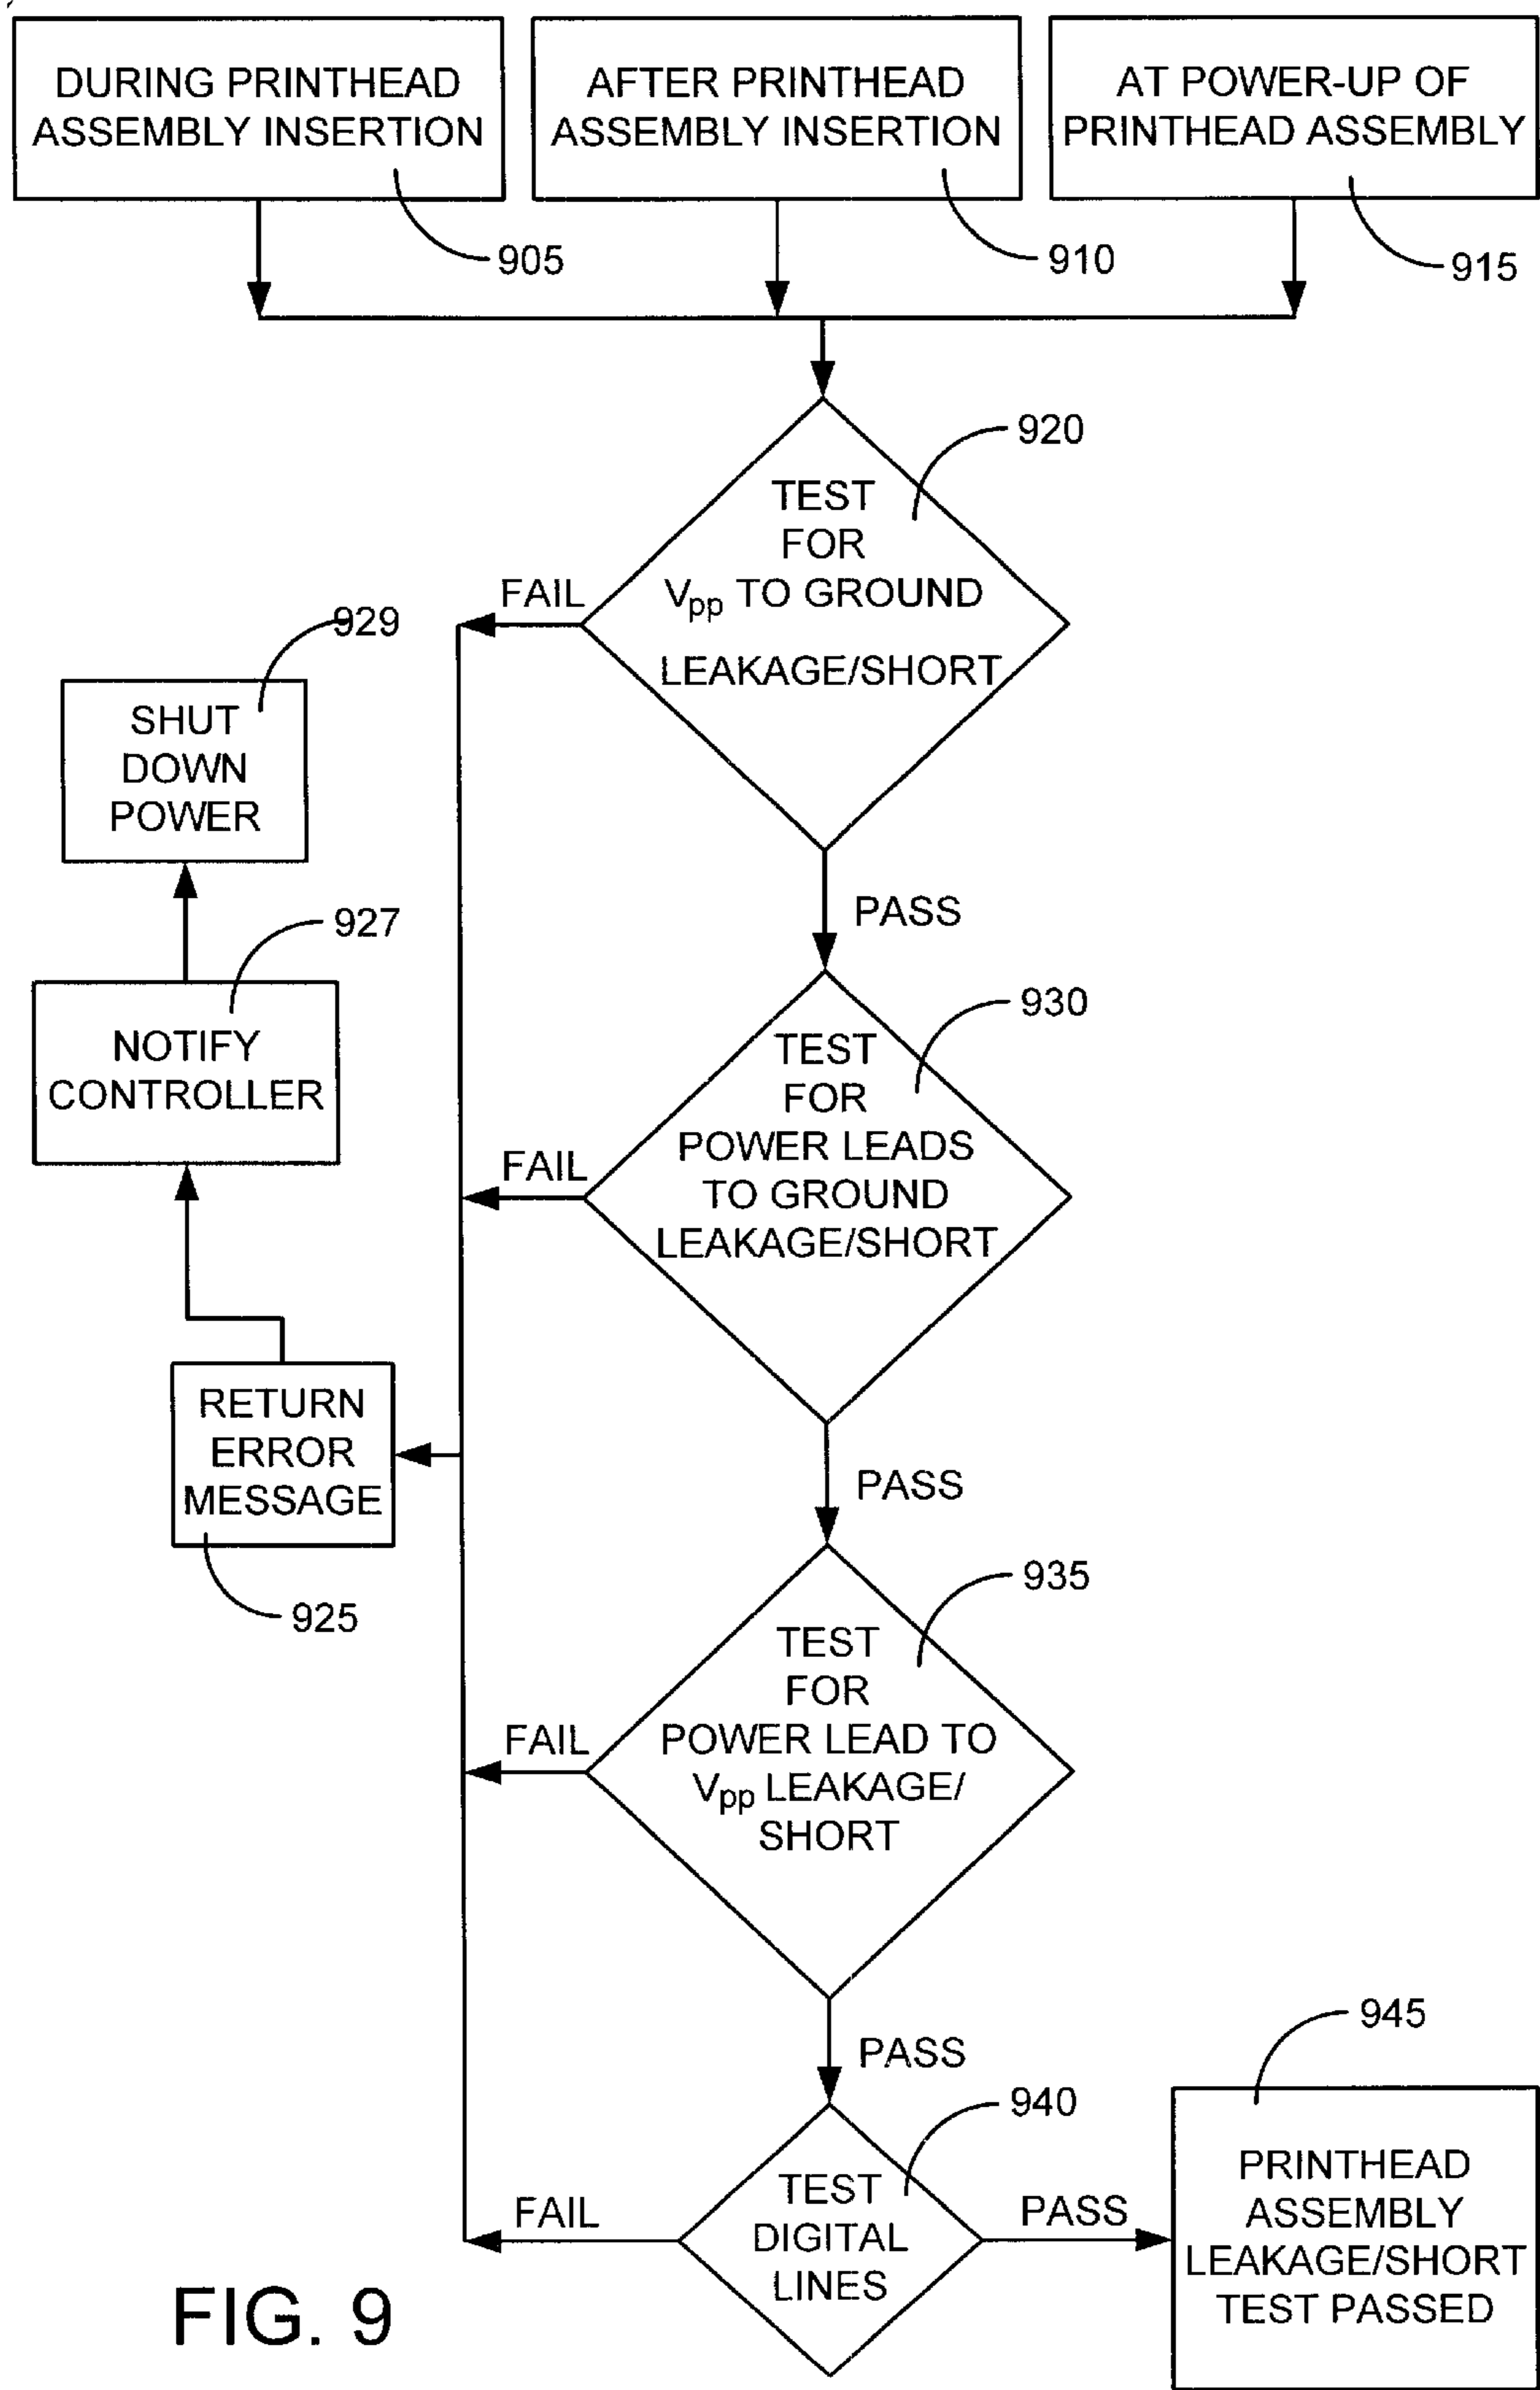 DURING PRINTHEAD
ASSEMBLY INSERTION
905
AFTER PRINTHEAD
ASSEMBLY INSERTION
910
AT POWER-UP OF
PRINTHEAD ASSEMBLY
915
920
TEST
FOR
Vpp TO GROUND
LEAKAGE/SHORT
FAIL
PASS
929
SHUT
DOWN
POWER
927
NOTIFY
CONTROLLER
930
TEST
FOR
POWER LEADS
TO GROUND
LEAKAGE/SHORT
FAIL
PASS
RETURN
ERROR
MESSAGE
925
935
TEST
FOR
POWER LEAD TO
Vpp LEAKAGE/
SHORT
FAIL
PASS
940
TEST
DIGITAL
LINES
FAIL
PASS
945
PRINTHEAD
ASSEMBLY
LEAKAGE/SHORT
TEST PASSED
FIG. 9